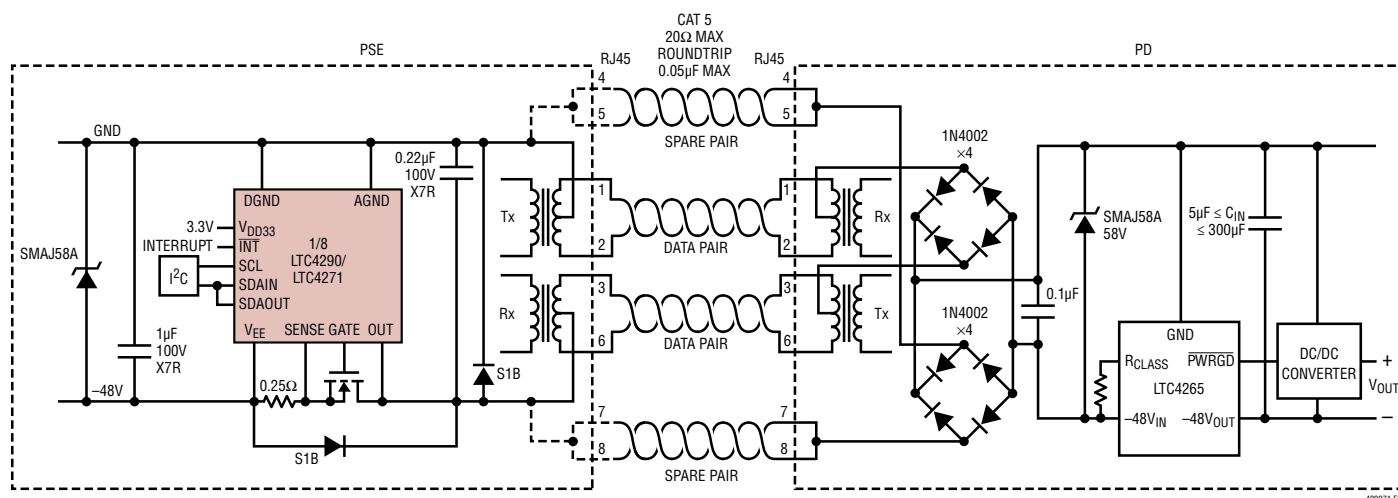 CAT 5
20Ω MAX
ROUNDTRIP
0.05μF MAX
PSE
RJ45
RJ45
PD
4
5
4
5
SPARE PAIR
GND
DGND
AGND
0.22μF
100V
X7R
3.3V
VDD33
INTERRUPT
INT
I2C
SCL
SDAIN
SDAOUT
1/8
LTC4290/
LTC4271
VEE
SENSE
GATE
OUT
SMAJ58A
1μF
100V
X7R
–48V
0.25Ω
S1B
S1B
Tx
1
2
DATA PAIR
1
2
Rx
Rx
3
6
DATA PAIR
3
6
Tx
7
8
SPARE PAIR
7
8
1N4002
×4
1N4002
×4
0.1μF
SMAJ58A
58V
5μF ≤ CIN
≤ 300μF
GND
RCLASS
PWRGD
LTC4265
–48VIN
–48VOUT
DC/DC
CONVERTER
+
VOUT
–